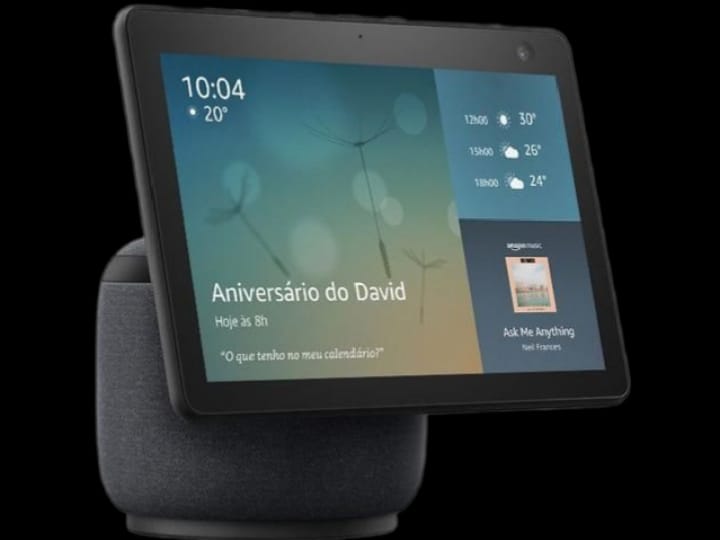 10:04
20°
Aniversário do David
Hoje às 8h
"O que tenho no meu calendiário?"
12h00 30°
15h00 26°
18h00 24°
amazon music
Ask Me Anything
Neil Frances